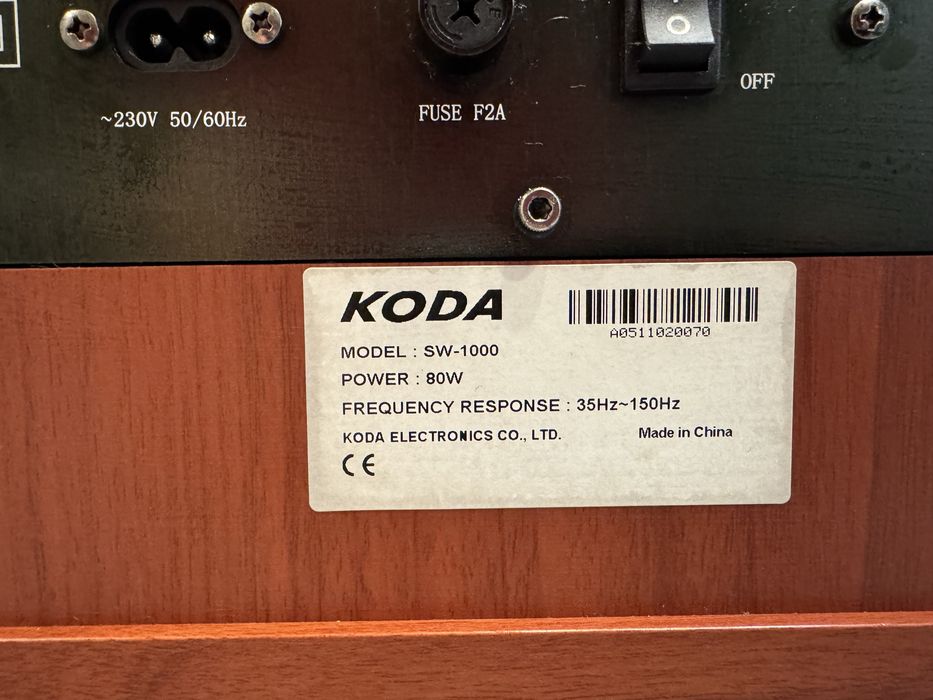 ~230V 50/60Hz
FUSE F2A
OFF
KODA
A0511020070
MODEL : SW-1000
POWER : 80W
FREQUENCY RESPONSE : 35Hz~150Hz
KODA ELECTRONICS CO., LTD.
Made in China
CE